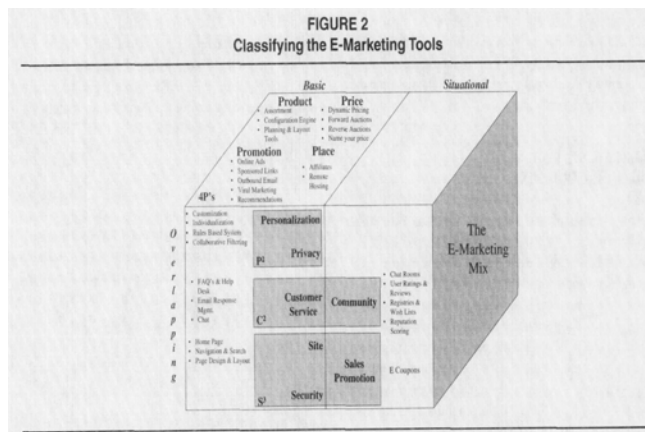 FIGURE 2
Classifying the E-Marketing Tools
Basic
Situational
Product
• Assortment
• Configuration Engine
• Planning & Layout
Tools
Price
• Dynamic Pricing
• Forward Auctions
• Reverse Auctions
• Name your price
Promotion
• Online Ads
• Sponsored Links
• Outbound Email
• Viral Marketing
• Recommendations
Place
• Affiliates
• Remote
Hosting
4P's
Overlapping
• Customization
• Individualization
• Rules Based System
• Collaborative Filtering
Personalization
Privacy
P²
• FAQ's & Help
Desk
• Email Response
Mgmt.
• Chat
Customer
Service
C²
Community
• Chat Rooms
• User Ratings &
Reviews
• Registries &
Wish Lists
• Reputation
Scoring
• Home Page
• Navigation & Search
• Page Design & Layout
Site
Security
S³
Sales
Promotion
E Coupons
The
E-Marketing
Mix